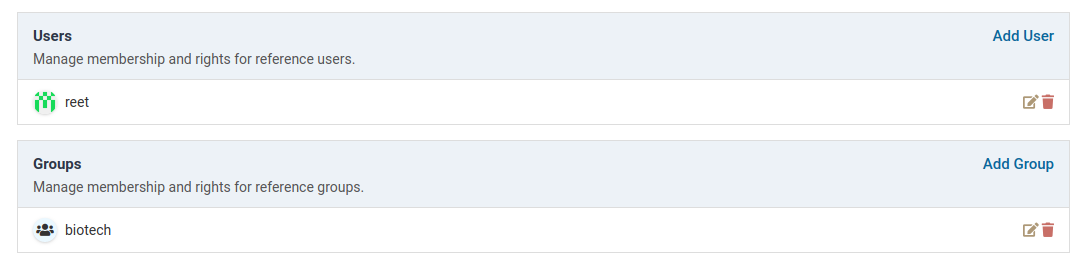 Users
Add User
Manage membership and rights for reference users.
reet
Groups
Add Group
Manage membership and rights for reference groups.
biotech